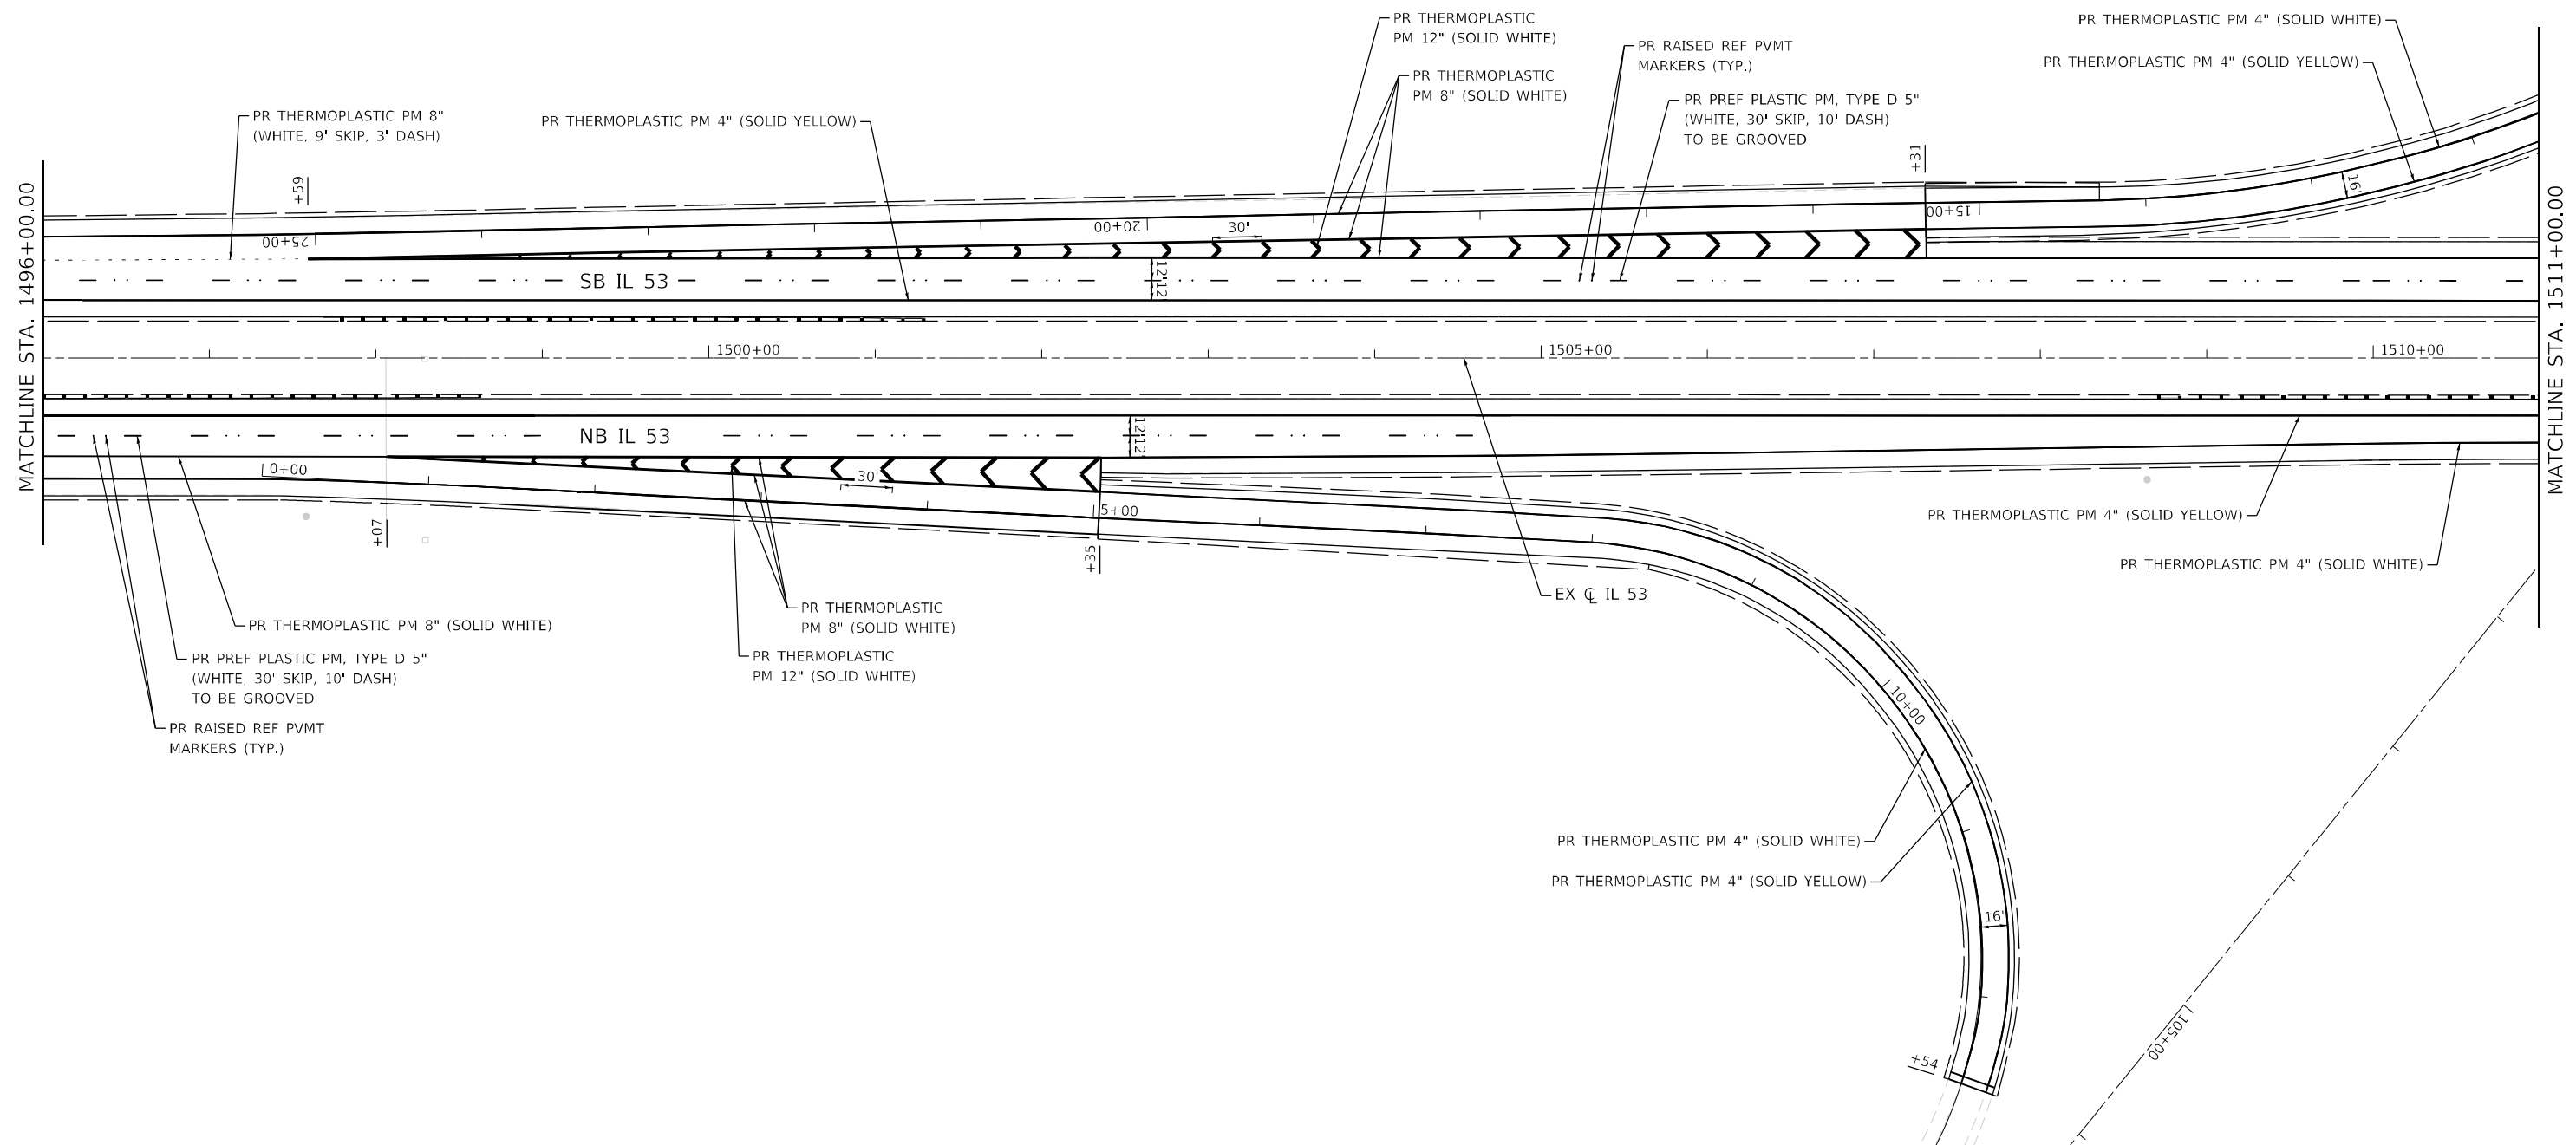 PR THERMOPLASTIC
PM 12" (SOLID WHITE)
PR THERMOPLASTIC PM 4" (SOLID WHITE)
PR RAISED REF PVMT
MARKERS (TYP.)
PR THERMOPLASTIC PM 4" (SOLID YELLOW)
PR THERMOPLASTIC
PM 8" (SOLID WHITE)
PR PREF PLASTIC PM, TYPE D 5"
(WHITE, 30' SKIP, 10' DASH)
TO BE GROOVED
PR THERMOPLASTIC PM 8"
(WHITE, 9' SKIP, 3' DASH)
PR THERMOPLASTIC PM 4" (SOLID YELLOW)
+31
+59
16'
MATCHLINE STA. 1496+00.00
MATCHLINE STA. 1511+00.00
25+00
20+00
30'
15+00
SB IL 53
12'
12'
1500+00
1505+00
1510+00
NB IL 53
12'
12'
0+00
30'
5+00
+07
+35
PR THERMOPLASTIC PM 4" (SOLID YELLOW)
PR THERMOPLASTIC PM 4" (SOLID WHITE)
EX ℄ IL 53
PR THERMOPLASTIC
PM 8" (SOLID WHITE)
PR THERMOPLASTIC PM 8" (SOLID WHITE)
PR THERMOPLASTIC
PM 12" (SOLID WHITE)
PR PREF PLASTIC PM, TYPE D 5"
(WHITE, 30' SKIP, 10' DASH)
TO BE GROOVED
PR RAISED REF PVMT
MARKERS (TYP.)
10+00
PR THERMOPLASTIC PM 4" (SOLID WHITE)
PR THERMOPLASTIC PM 4" (SOLID YELLOW)
16'
105+00
+54